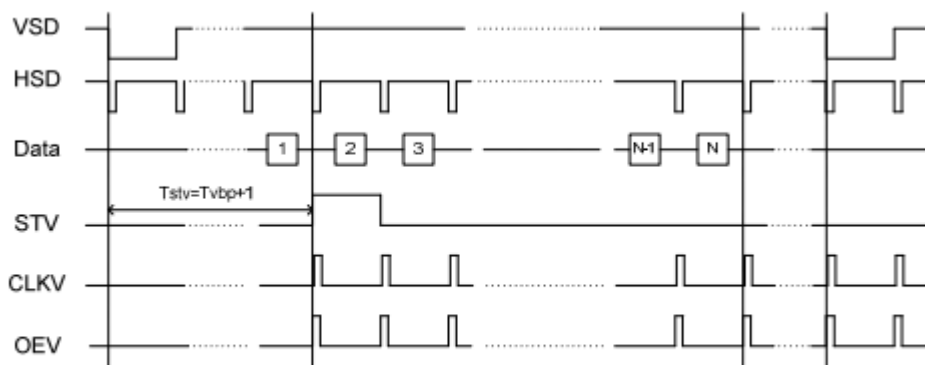 VSD
HSD
Data 1 2 3 N-1 N
Tstv=Tvbp+1
STV
CLKV
OEV